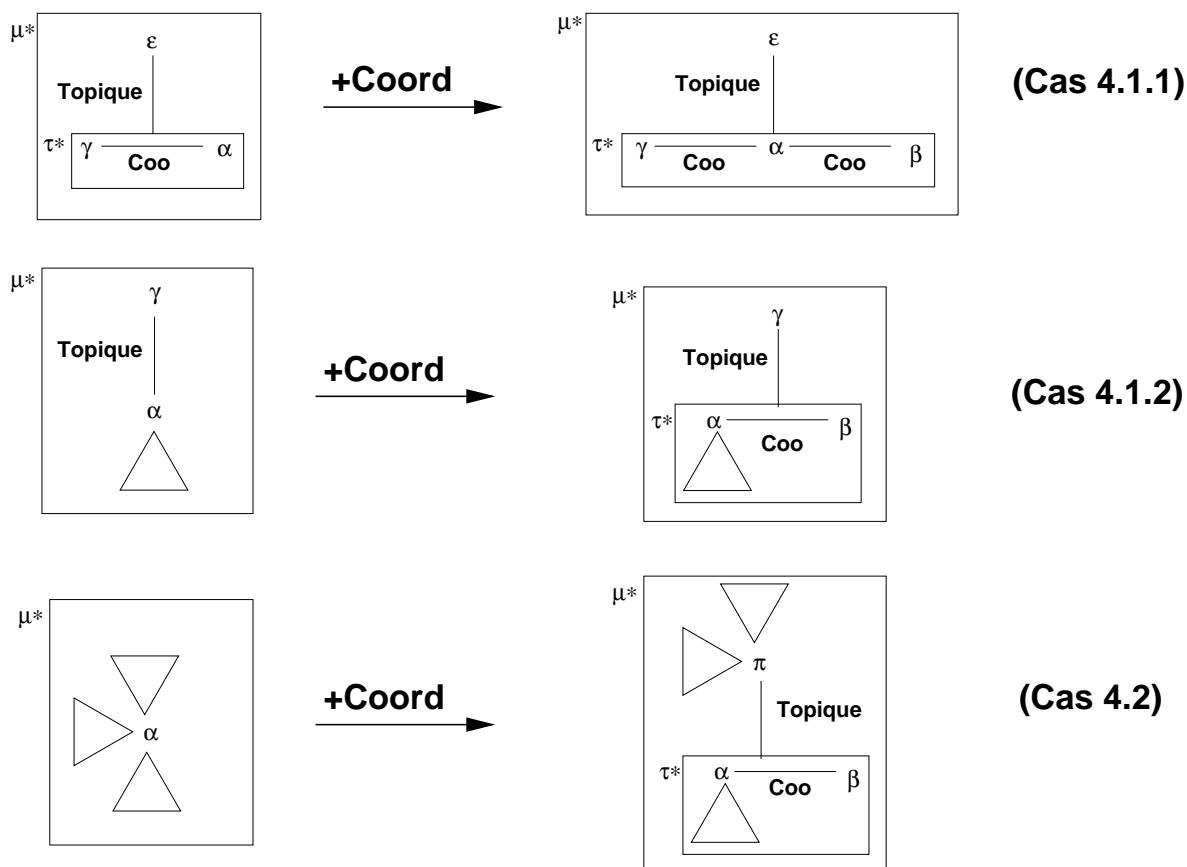 μ*
ε
Topique
τ* γ Coo α
+Coord
μ*
ε
τ* γ Coo α Coo β
(Cas 4.1.1)
μ*
γ
Topique
α
+Coord
μ*
γ
Topique
τ* α Coo β
(Cas 4.1.2)
μ*
α
+Coord
μ*
π
Topique
τ* α Coo β
(Cas 4.2)